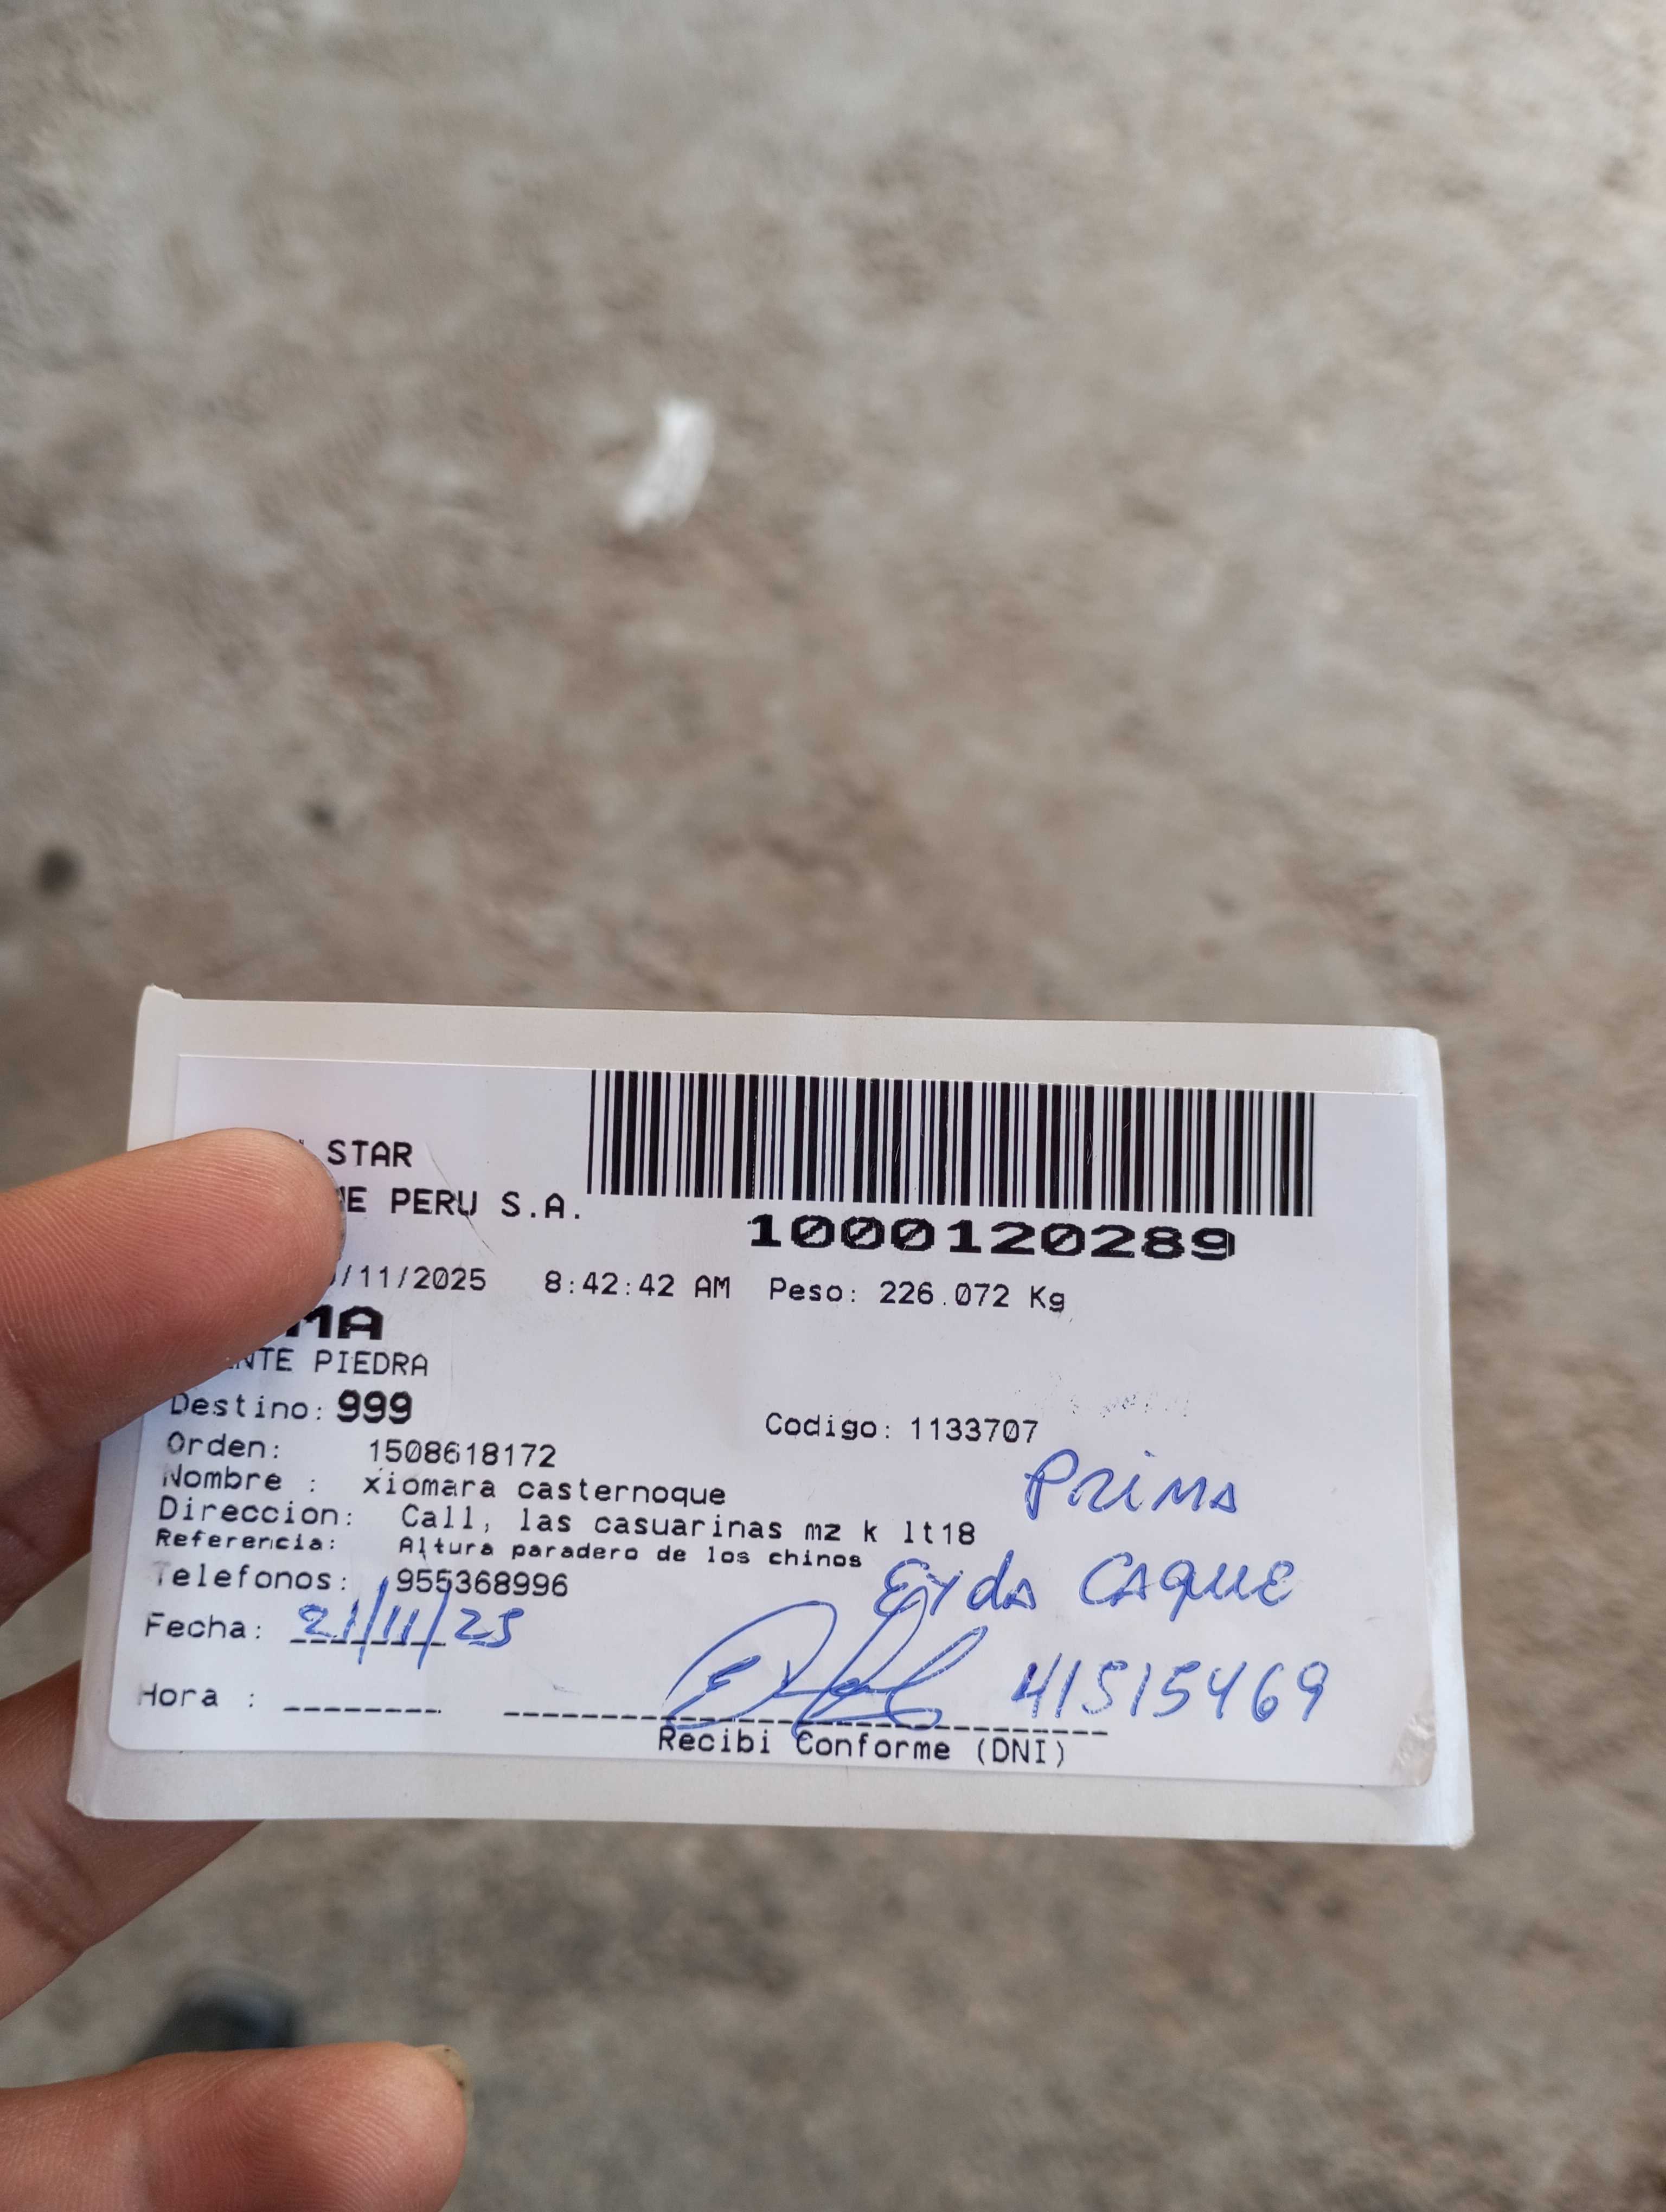 STAR
PERU S.A.
1000120289
/11/2025 8:42:42 AM Peso: 226.072 Kg
PIEDRA
Destino: 999
Codigo: 1133707
Orden: 1508618172
Nombre : xiomara casternoque
Prima
Direccion: Call, las casuarinas mz k lt18
Referencia: Altura paradero de los chinos
Telefonos: 955368996
Eyda Caque
Fecha: 21/11/25
41515469
Hora :
Recibi Conforme (DNI)